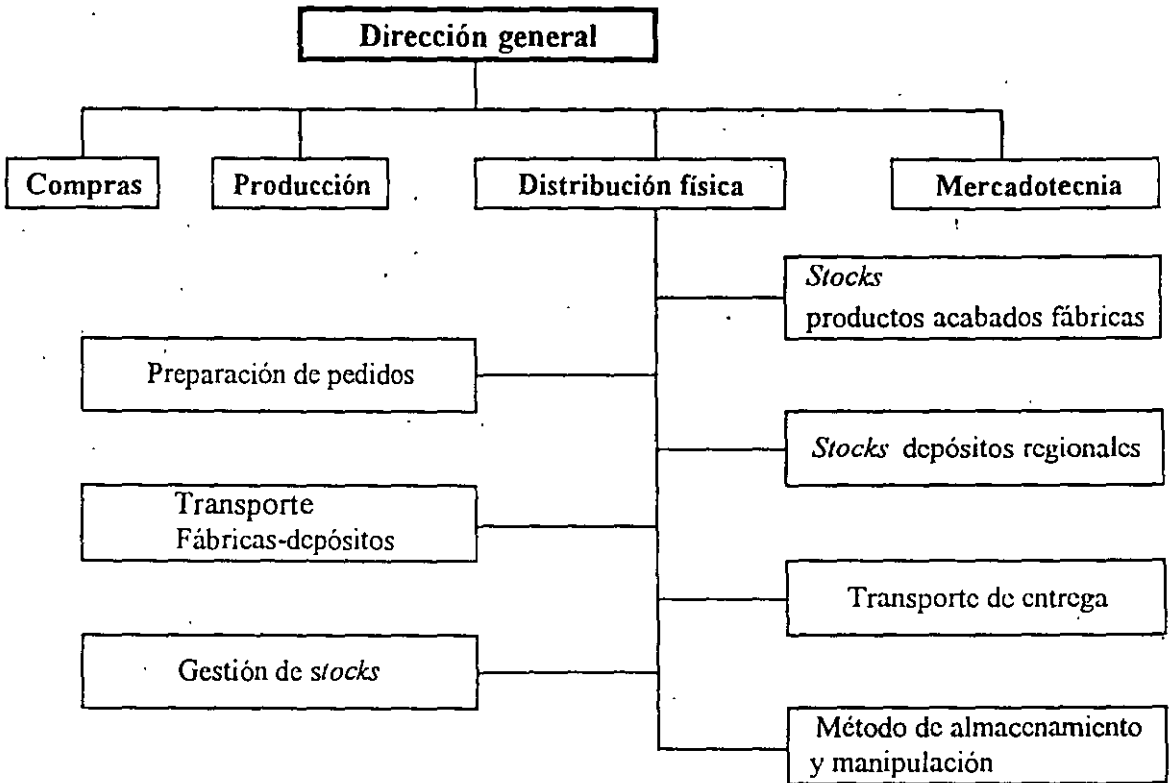 Dirección general
Compras
Producción
Distribución física
Mercadotecnia
Stocks
productos acabados fábricas
Preparación de pedidos
Stocks depósitos regionales
Transporte
Fábricas-depósitos
Transporte de entrega
Gestión de stocks
Método de almacenamiento
y manipulación